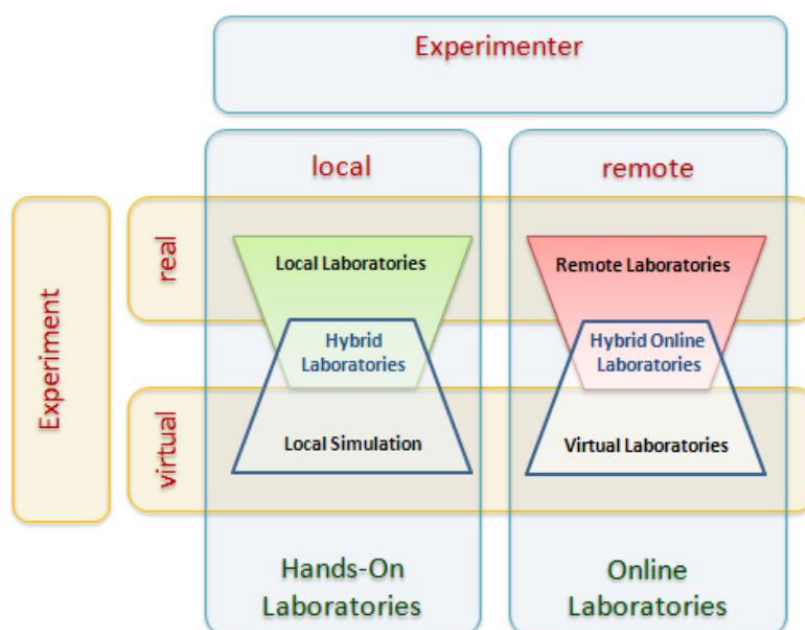 Experimenter
local
remote
Experiment
real
Local Laboratories
Remote Laboratories
Hybrid
Laboratories
Hybrid Online
Laboratories
virtual
Local Simulation
Virtual Laboratories
Hands-On
Laboratories
Online
Laboratories